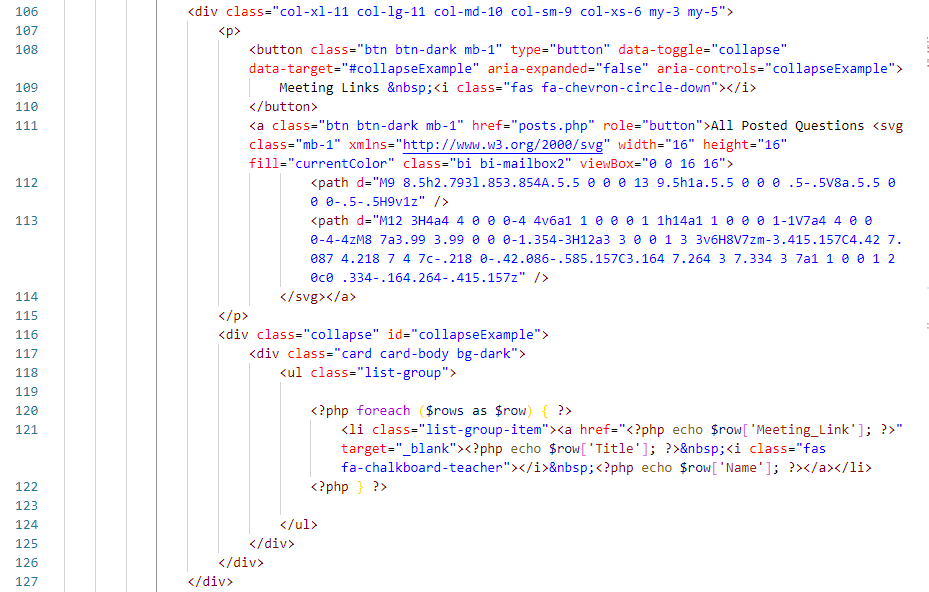 106 <div class="col-xl-11 col-lg-11 col-md-10 col-sm-9 col-xs-6 my-3 my-5">
107 <p>
108 <button class="btn btn-dark mb-1" type="button" data-toggle="collapse"
data-target="#collapseExample" aria-expanded="false" aria-controls="collapseExample">
109 Meeting Links &nbsp;<i class="fas fa-chevron-circle-down"></i>
110 </button>
111 <a class="btn btn-dark mb-1" href="posts.php" role="button">All Posted Questions <svg
class="mb-1" xmlns="http://www.w3.org/2000/svg" width="16" height="16"
fill="currentColor" class="bi bi-mailbox2" viewBox="0 0 16 16">
112 <path d="M9 8.5h2.793l.853.854A.5.5 0 0 0 13 9.5h1a.5.5 0 0 0 .5-.5V8a.5.5 0
0 0-.5-.5H9v1z" />
113 <path d="M12 3H4a4 4 0 0 0-4 4v6a1 1 0 0 0 1 1h14a1 1 0 0 0 1-1V7a4 4 0 0
0-4-4zM8 7a3.99 3.99 0 0 0-1.354-3H12a3 3 0 0 1 3 3v6H8V7zm-3.415.157C4.42 7.
087 4.218 7 4 7c-.218 0-.42.086-.585.157C3.164 7.264 3 7.334 3 7a1 1 0 0 1 2
0c0 .334-.164.264-.415.157z" />
114 </svg></a>
115 </p>
116 <div class="collapse" id="collapseExample">
117 <div class="card card-body bg-dark">
118 <ul class="list-group">
119
120 <?php foreach ($rows as $row) { ?>
121 <li class="list-group-item"><a href="<?php echo $row['Meeting_Link']; ?>"
target="_blank"><?php echo $row['Title']; ?>&nbsp;<i class="fas
fa-chalkboard-teacher"></i>&nbsp;<?php echo $row['Name']; ?></a></li>
122 <?php } ?>
123
124 </ul>
125 </div>
126 </div>
127 </div>